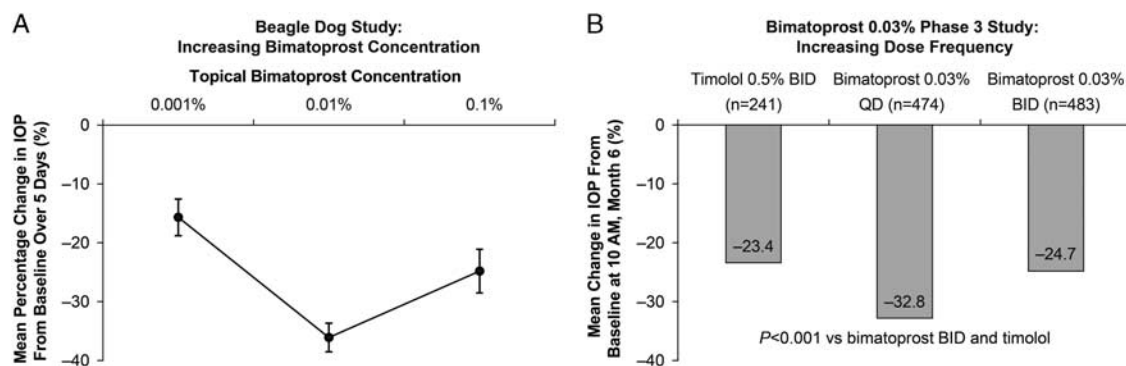 A
Beagle Dog Study:
Increasing Bimatoprost Concentration
Topical Bimatoprost Concentration
0.001%
0.01%
0.1%
Mean Percentage Change in IOP
From Baseline Over 5 Days (%)
0
–10
–20
–30
–40
B
Bimatoprost 0.03% Phase 3 Study:
Increasing Dose Frequency
Timolol 0.5% BID
(n=241)
Bimatoprost 0.03%
QD (n=474)
Bimatoprost 0.03%
BID (n=483)
Mean Change in IOP From
Baseline at 10 AM, Month 6 (%)
0
–10
–20
–30
–40
–23.4
–32.8
–24.7
P<0.001 vs bimatoprost BID and timolol